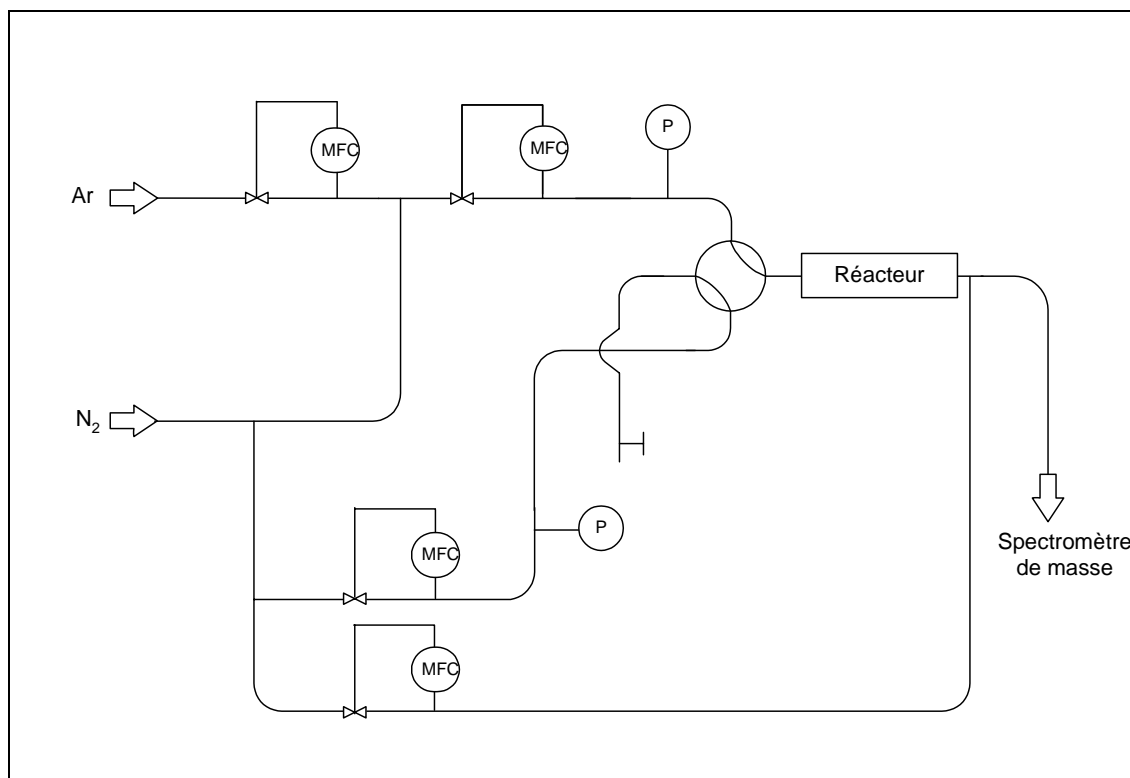 MFC
MFC
P
Ar
Réacteur
N2
P
MFC
Spectromètre
de masse
MFC